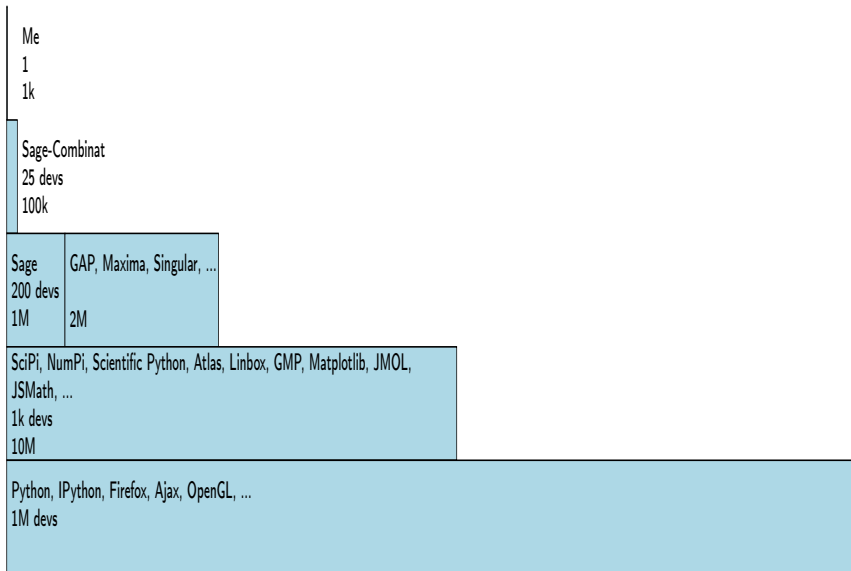 Me
1
1k
Sage-Combinat
25 devs
100k
Sage
200 devs
1M
GAP, Maxima, Singular, ...
2M
SciPi, NumPi, Scientific Python, Atlas, Linbox, GMP, Matplotlib, JMOL,
JSMath, ...
1k devs
10M
Python, IPython, Firefox, Ajax, OpenGL, ...
1M devs